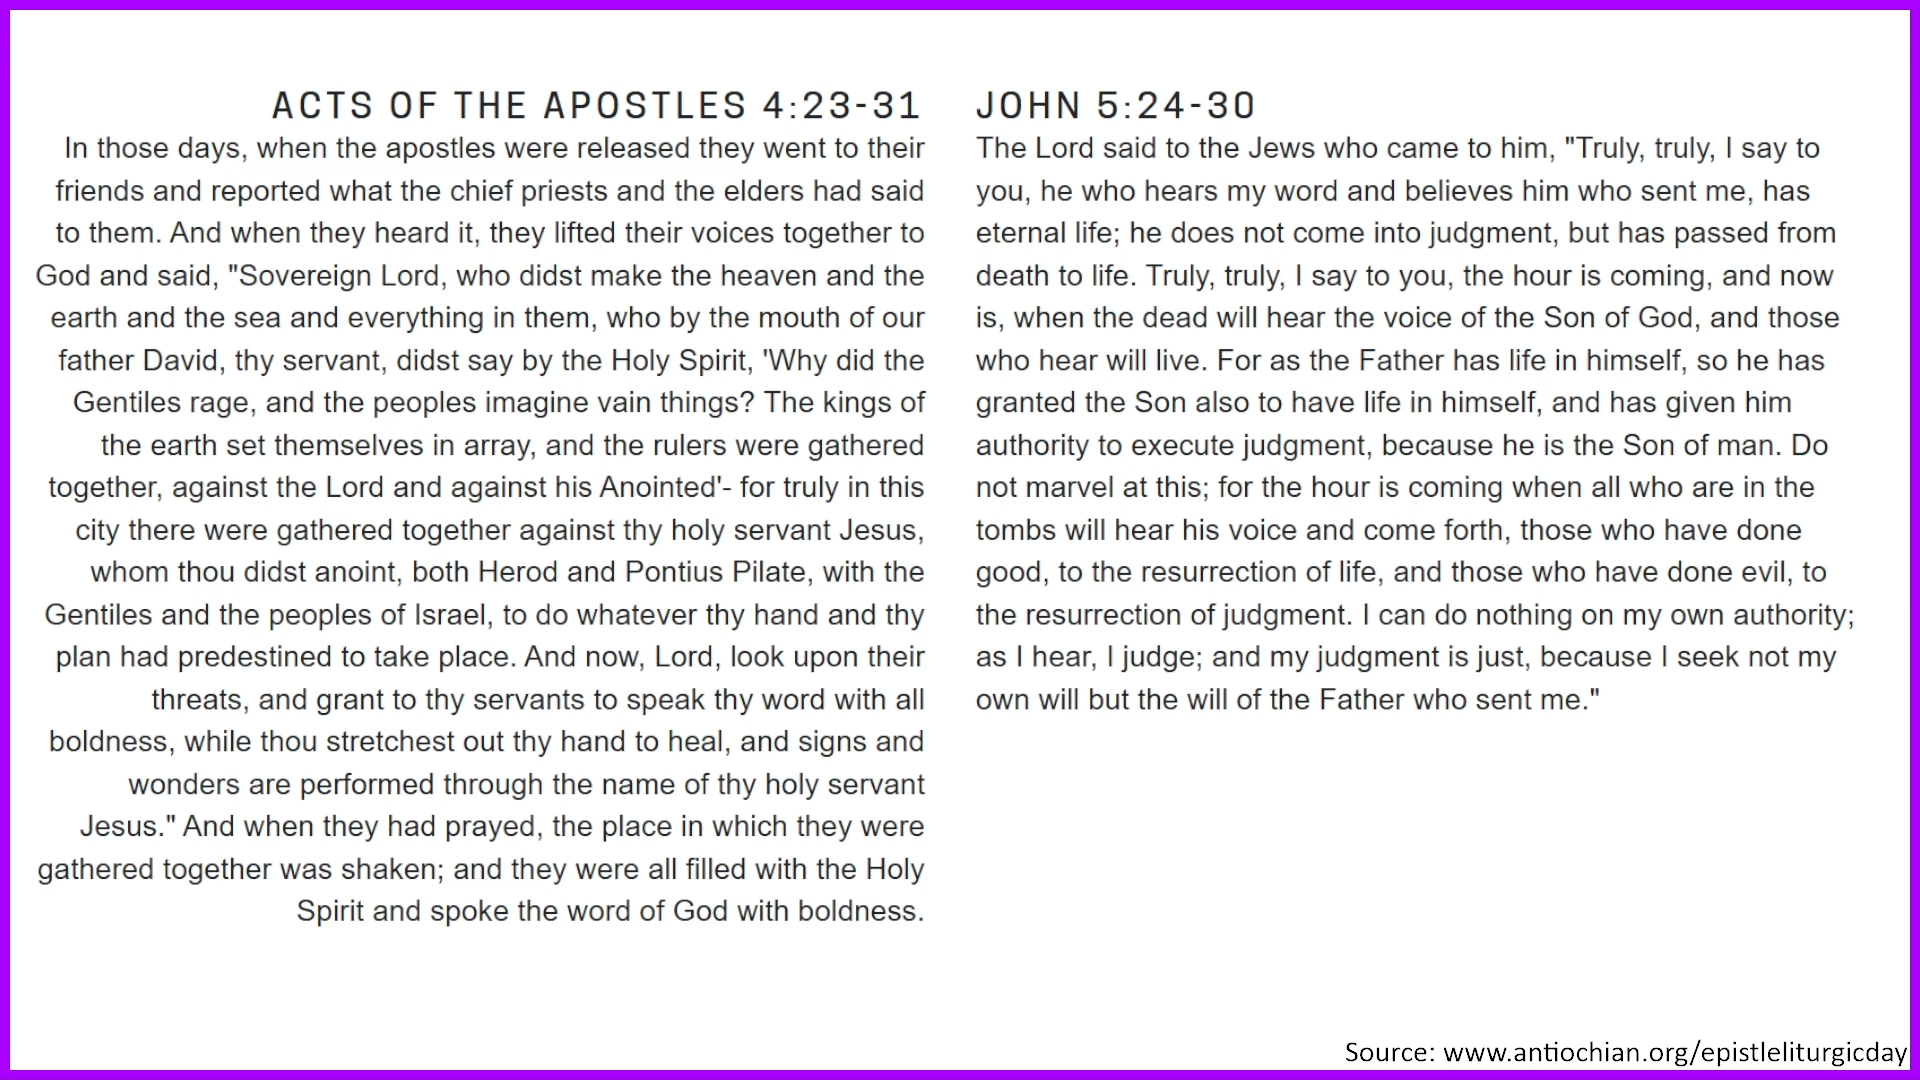 ACTS OF THE APOSTLES 4:23-31
In those days, when the apostles were released they went to their
friends and reported what the chief priests and the elders had said
to them. And when they heard it, they lifted their voices together to
God and said, "Sovereign Lord, who didst make the heaven and the
earth and the sea and everything in them, who by the mouth of our
father David, thy servant, didst say by the Holy Spirit, 'Why did the
Gentiles rage, and the peoples imagine vain things? The kings of
the earth set themselves in array, and the rulers were gathered
together, against the Lord and against his Anointed'- for truly in this
city there were gathered together against thy holy servant Jesus,
whom thou didst anoint, both Herod and Pontius Pilate, with the
Gentiles and the peoples of Israel, to do whatever thy hand and thy
plan had predestined to take place. And now, Lord, look upon their
threats, and grant to thy servants to speak thy word with all
boldness, while thou stretchest out thy hand to heal, and signs and
wonders are performed through the name of thy holy servant
Jesus." And when they had prayed, the place in which they were
gathered together was shaken; and they were all filled with the Holy
Spirit and spoke the word of God with boldness.
JOHN 5:24-30
The Lord said to the Jews who came to him, "Truly, truly, I say to
you, he who hears my word and believes him who sent me, has
eternal life; he does not come into judgment, but has passed from
death to life. Truly, truly, I say to you, the hour is coming, and now
is, when the dead will hear the voice of the Son of God, and those
who hear will live. For as the Father has life in himself, so he has
granted the Son also to have life in himself, and has given him
authority to execute judgment, because he is the Son of man. Do
not marvel at this; for the hour is coming when all who are in the
tombs will hear his voice and come forth, those who have done
good, to the resurrection of life, and those who have done evil, to
the resurrection of judgment. I can do nothing on my own authority;
as I hear, I judge; and my judgment is just, because I seek not my
own will but the will of the Father who sent me."
Source: www.antiochian.org/epistleliturgicday